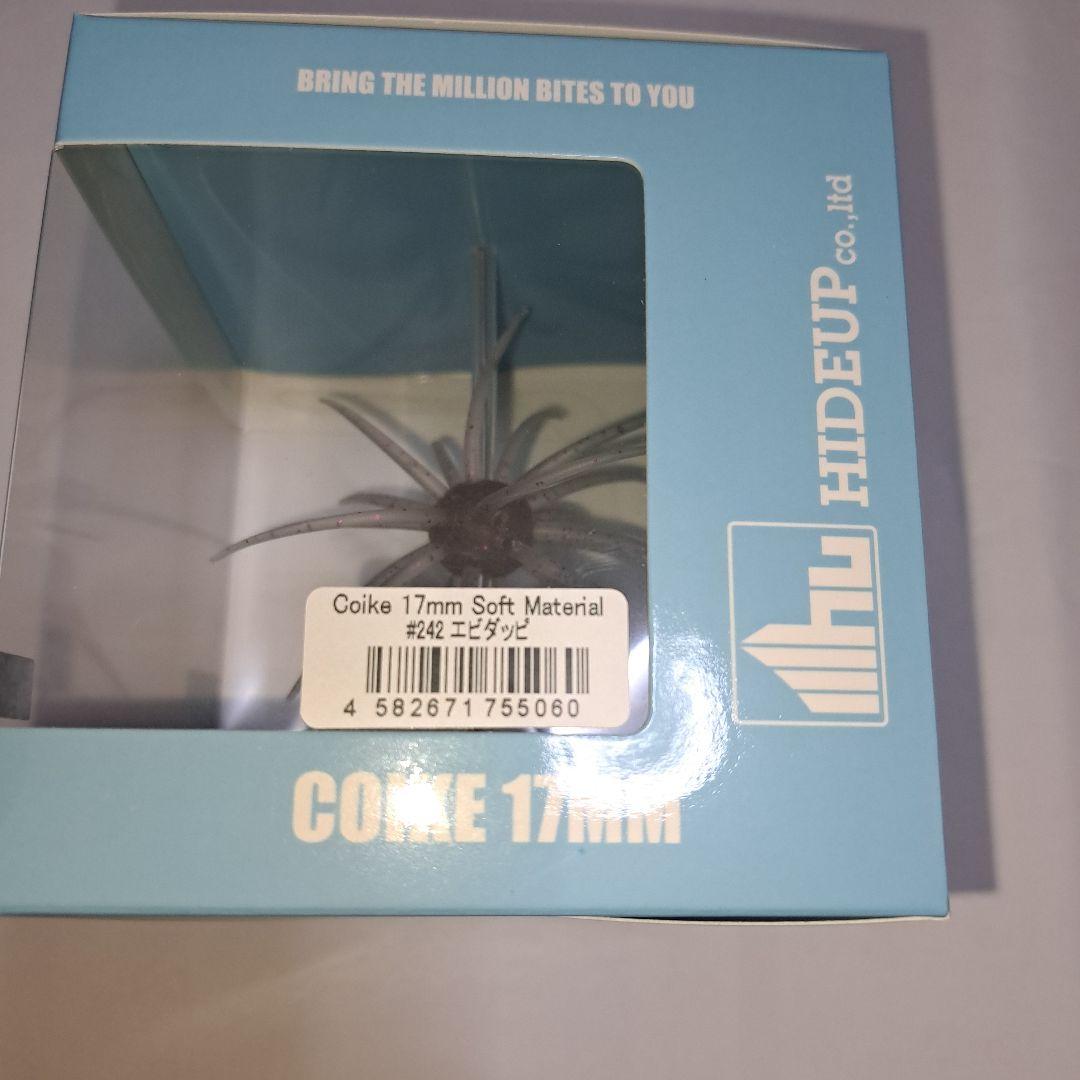 BRING THE MILLION BITES TO YOU
HIDEUP co.,ltd
Coike 17mm Soft Material
#242 エビダッピ
4 582671 755060
COIKE 17MM